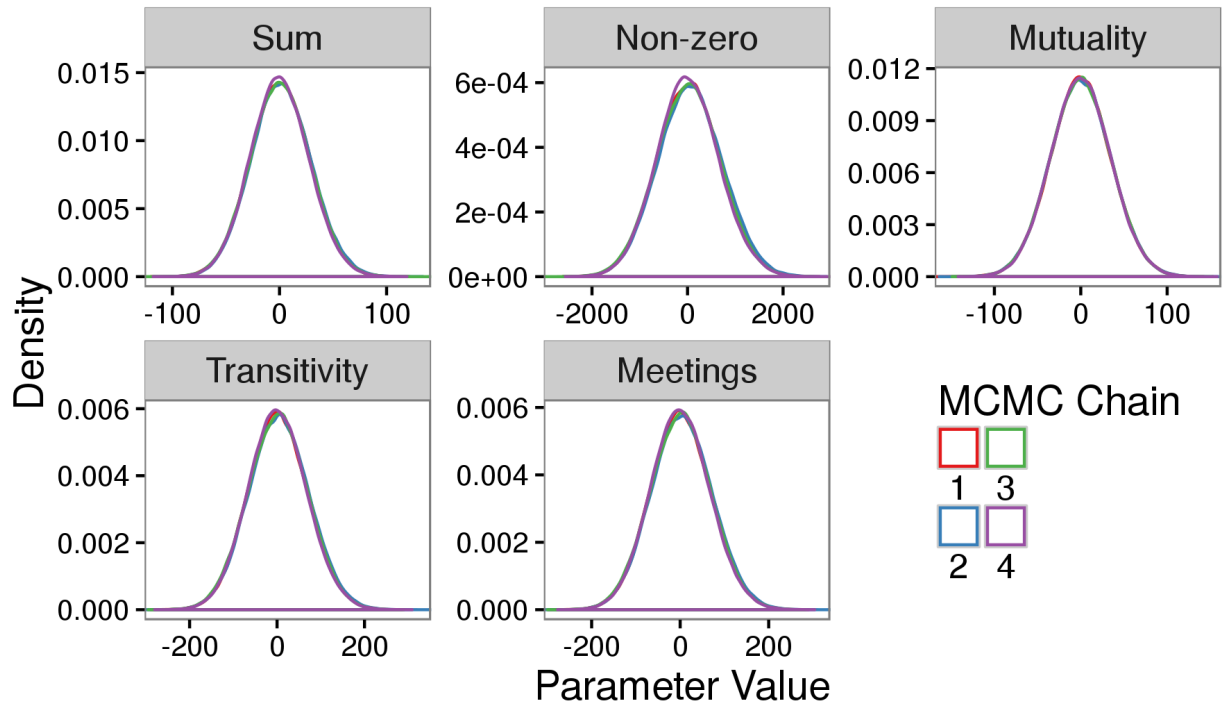 Sum
Non-zero
Mutuality
0.015
0.010
0.005
0.000
-100 0 100
6e-04
4e-04
2e-04
0e+00
-2000 0 2000
0.012
0.009
0.006
0.003
0.000
-100 0 100
Density
Transitivity
Meetings
0.006
0.004
0.002
0.000
-200 0 200
0.006
0.004
0.002
0.000
-200 0 200
Parameter Value
MCMC Chain
1 3
2 4